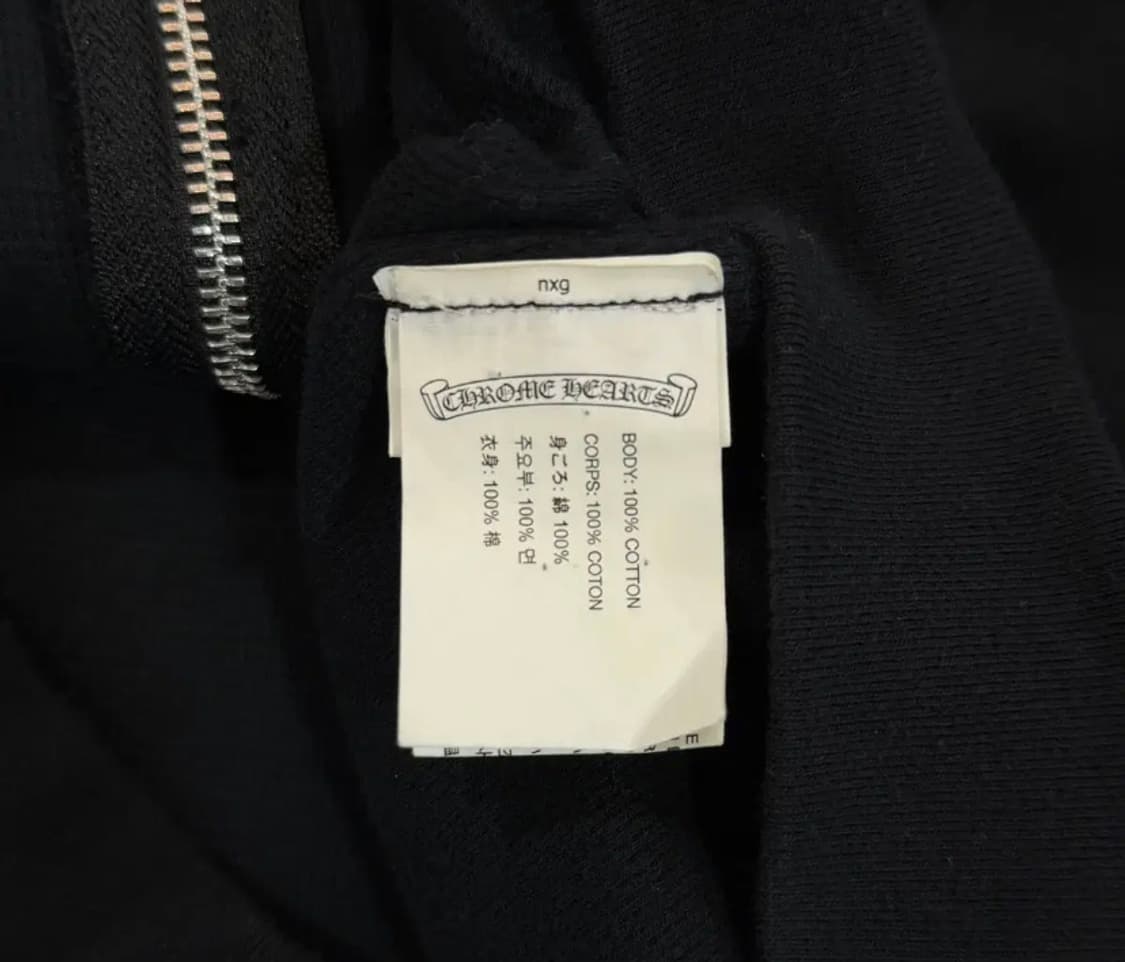 nxg
CHROME HEARTS
BODY: 100% COTTON
CORPS: 100% COTON
身ごろ: 綿 100%
주요부: 100% 면
衣身: 100% 棉